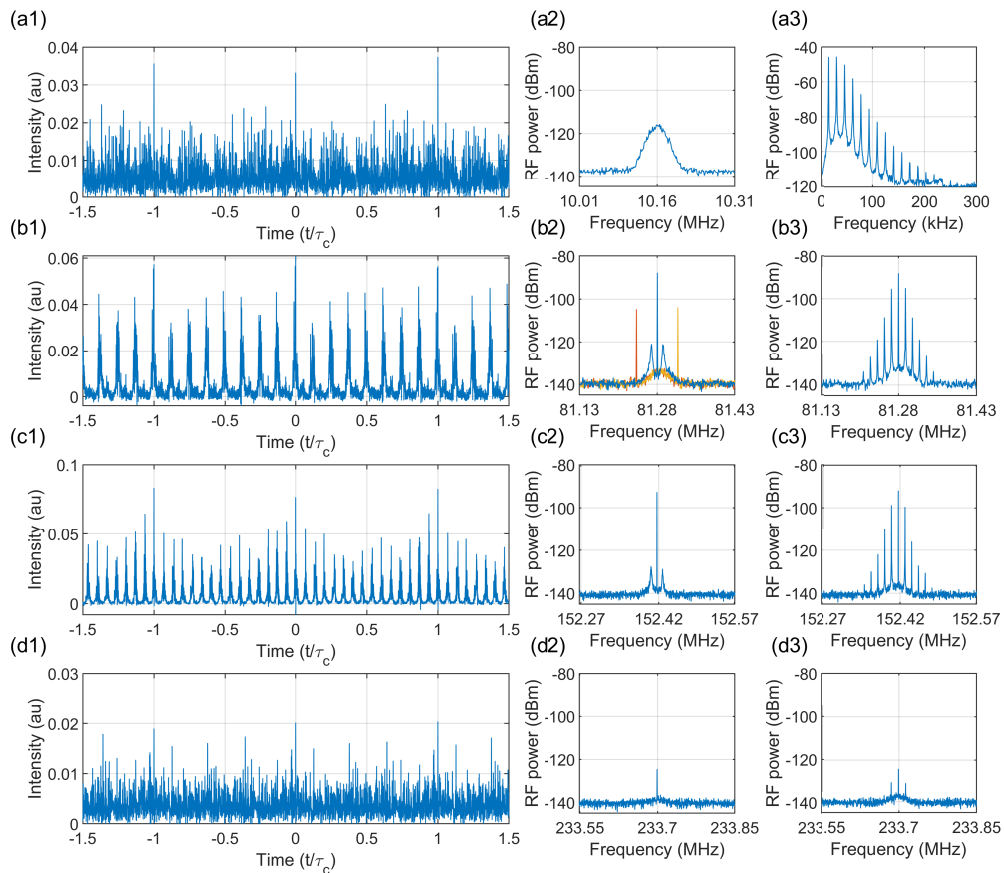 (a1) (a2) (a3)
0.04
0.03
0.02
0.01
0
Intensity (au)
-1.5 -1 -0.5 0 0.5 1 1.5
Time (t/τc)
-80
-100
-120
-140
RF power (dBm)
10.01 10.16 10.31
Frequency (MHz)
-40
-60
-80
-100
-120
RF power (dBm)
0 100 200 300
Frequency (kHz)
(b1) (b2) (b3)
0.06
0.04
0.02
0
Intensity (au)
-1.5 -1 -0.5 0 0.5 1 1.5
Time (t/τc)
-80
-100
-120
-140
RF power (dBm)
81.13 81.28 81.43
Frequency (MHz)
-80
-100
-120
-140
RF power (dBm)
81.13 81.28 81.43
Frequency (MHz)
(c1) (c2) (c3)
0.1
0.05
0
Intensity (au)
-1.5 -1 -0.5 0 0.5 1 1.5
Time (t/τc)
-80
-100
-120
-140
RF power (dBm)
152.27 152.42 152.57
Frequency (MHz)
-80
-100
-120
-140
RF power (dBm)
152.27 152.42 152.57
Frequency (MHz)
(d1) (d2) (d3)
0.03
0.02
0.01
0
Intensity (au)
-1.5 -1 -0.5 0 0.5 1 1.5
Time (t/τc)
-80
-100
-120
-140
RF power (dBm)
233.55 233.7 233.85
Frequency (MHz)
-80
-100
-120
-140
RF power (dBm)
233.55 233.7 233.85
Frequency (MHz)